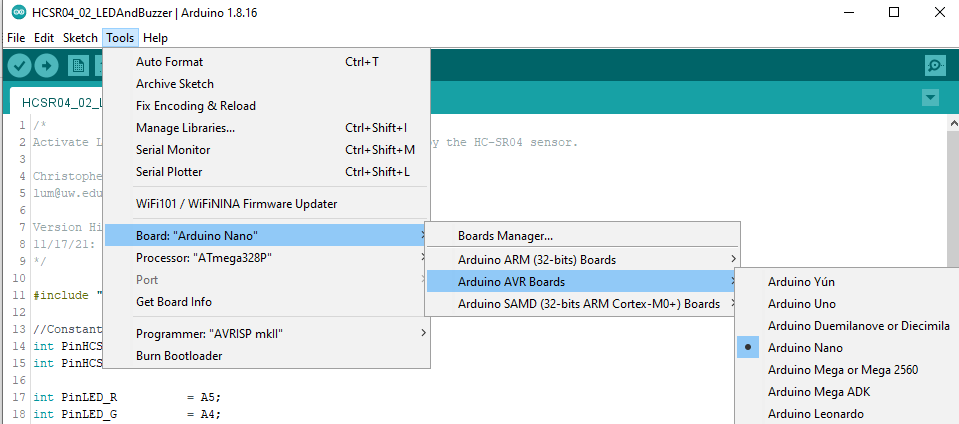 HCSR04_02_LEDAndBuzzer | Arduino 1.8.16
File Edit Sketch Tools Help
HCSR04_02_L
Auto Format Ctrl+T
Archive Sketch
Fix Encoding & Reload
Manage Libraries... Ctrl+Shift+I
Serial Monitor Ctrl+Shift+M
Serial Plotter Ctrl+Shift+L
WiFi101 / WiFiNINA Firmware Updater
Board: "Arduino Nano"
Processor: "ATmega328P"
Port
Get Board Info
Programmer: "AVRISP mkII"
Burn Bootloader
Boards Manager...
Arduino ARM (32-bits) Boards
Arduino AVR Boards
Arduino SAMD (32-bits ARM Cortex-M0+) Boards
Arduino Yún
Arduino Uno
Arduino Duemilanove or Diecimila
Arduino Nano
Arduino Mega or Mega 2560
Arduino Mega ADK
Arduino Leonardo
1 /*
2 Activate L y the HC-SR04 sensor.
3
4 Christophe
5 lum@uw.edu
6
7 Version Hi
8 11/17/21:
9 */
10
11 #include "
12
13 //Constant
14 int PinHCS
15 int PinHCS
16
17 int PinLED_R = A5;
18 int PinLED_G = A4;